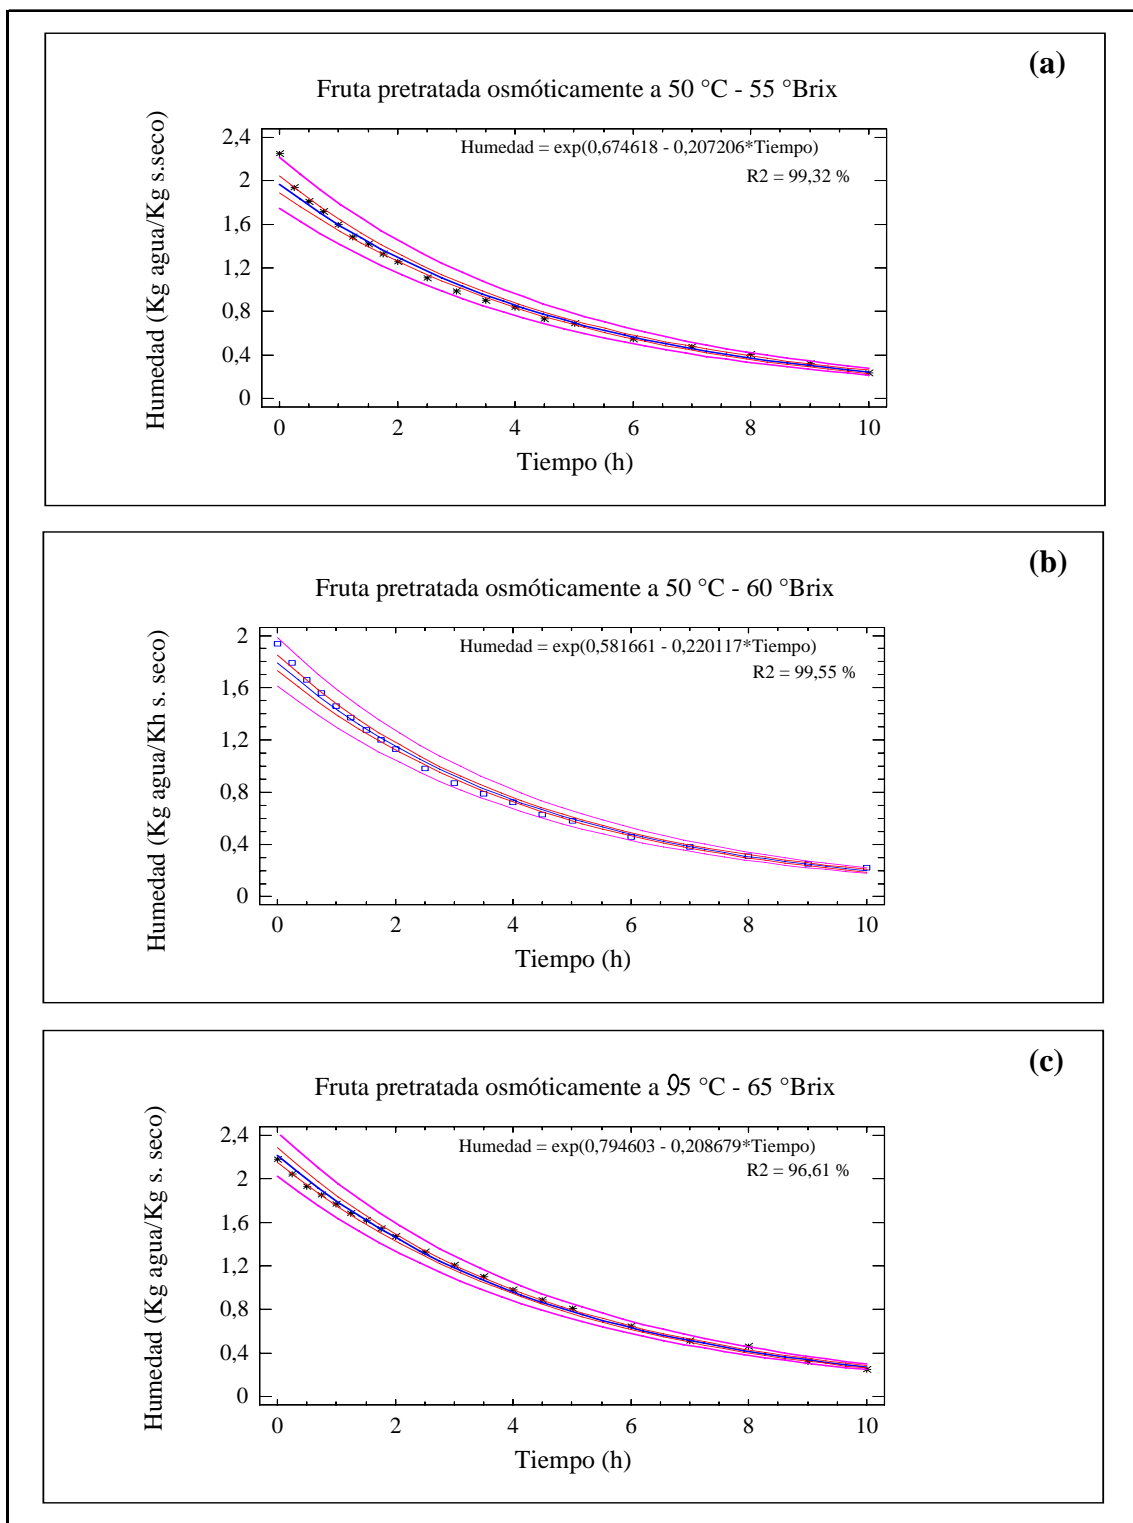 (a)
Fruta pretratada osmóticamente a 50 °C - 55 °Brix
Humedad = exp(0,674618 - 0,207206*Tiempo)
R2 = 99,32 %
Humedad (Kg agua/Kg s.seco)
2,4
2
1,6
1,2
0,8
0,4
0
0 2 4 6 8 10
Tiempo (h)
(b)
Fruta pretratada osmóticamente a 50 °C - 60 °Brix
Humedad = exp(0,581661 - 0,220117*Tiempo)
R2 = 99,55 %
Humedad (Kg agua/Kh s. seco)
2
1,6
1,2
0,8
0,4
0
0 2 4 6 8 10
Tiempo (h)
(c)
Fruta pretratada osmóticamente a 95 °C - 65 °Brix
Humedad = exp(0,794603 - 0,208679*Tiempo)
R2 = 96,61 %
Humedad (Kg agua/Kg s. seco)
2,4
2
1,6
1,2
0,8
0,4
0
0 2 4 6 8 10
Tiempo (h)